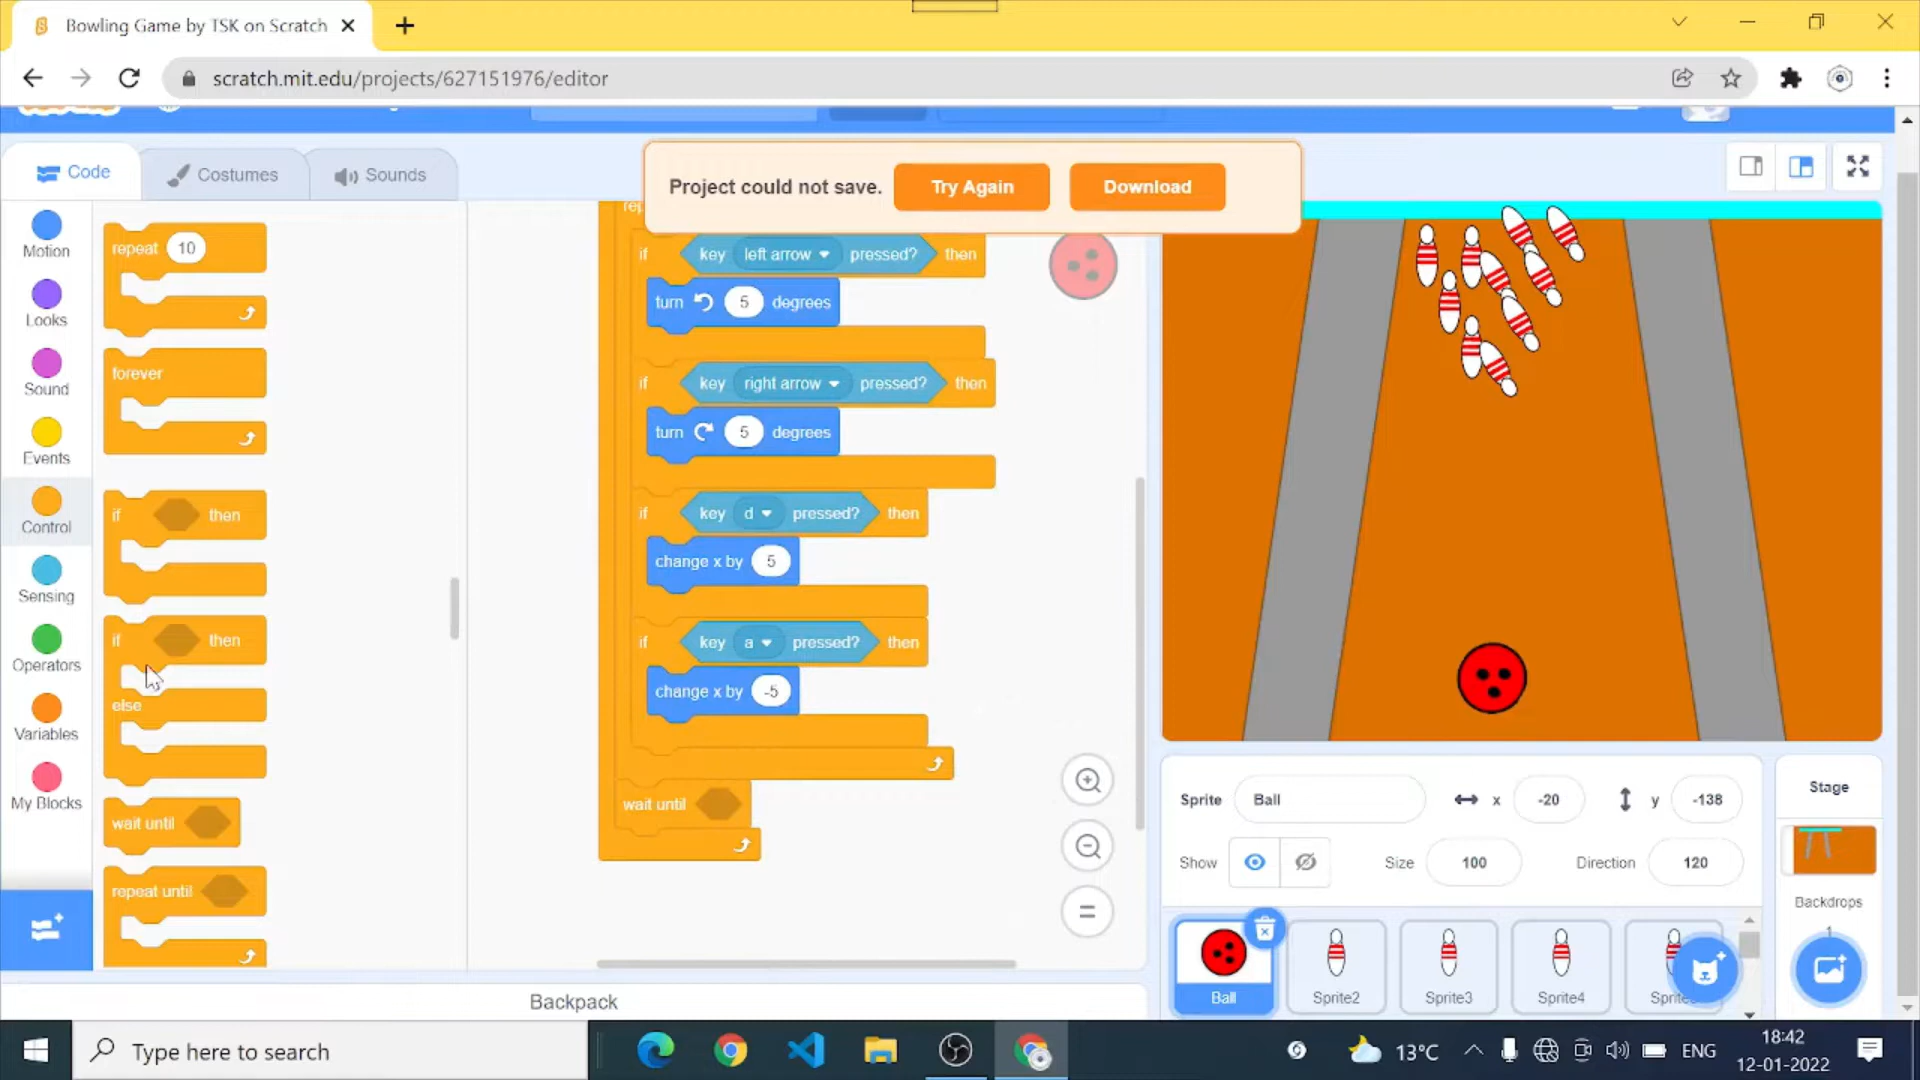 Bowling Game by TSK on Scratch
scratch.mit.edu/projects/627151976/editor
Code
Costumes
Sounds
Project could not save.
Try Again
Download
Motion
Looks
Sound
Events
Control
Sensing
Operators
Variables
My Blocks
repeat 10
forever
if then
if then
else
wait until
repeat until
if key left arrow pressed? then
turn 5 degrees
if key right arrow pressed? then
turn 5 degrees
if key d pressed? then
change x by 5
if key a pressed? then
change x by -5
wait until
Backpack
Sprite Ball x -20 y -138
Show Size 100 Direction 120
Ball
Sprite2
Sprite3
Sprite4
Stage
Backdrops
1
Type here to search
13°C
ENG
18:42
12-01-2022